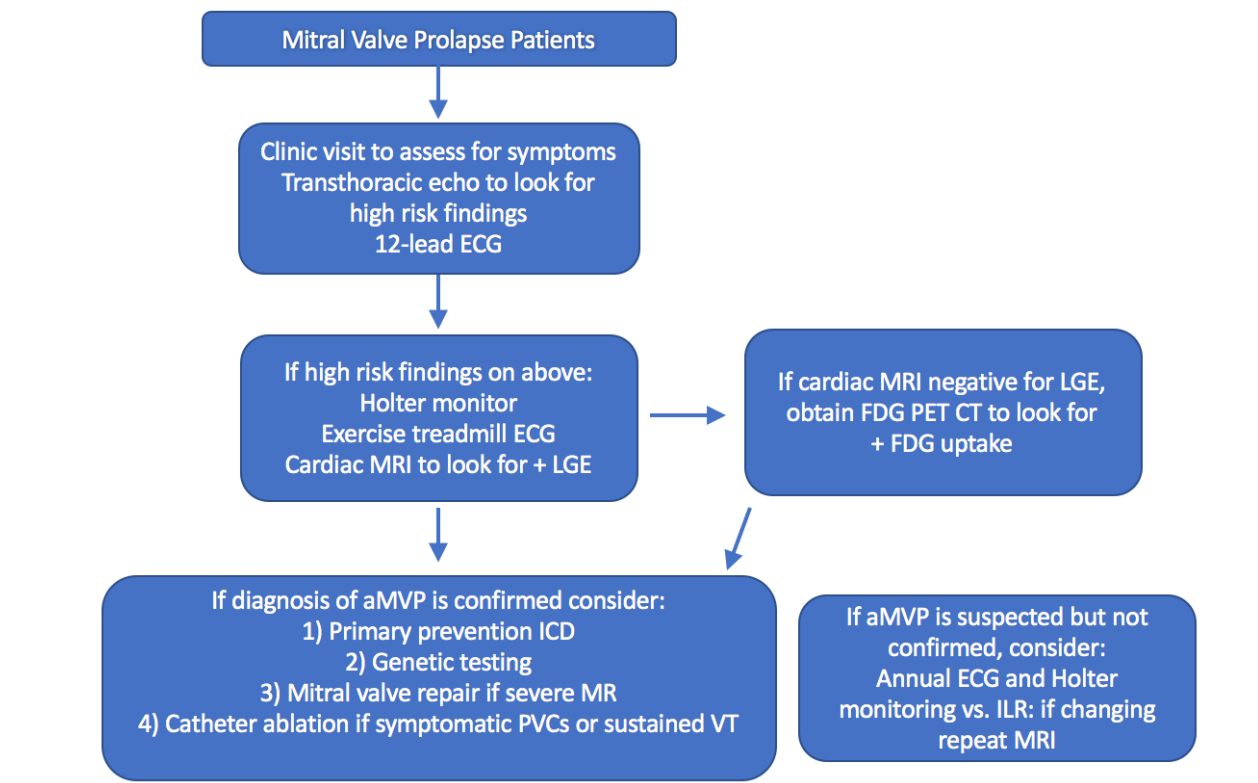 Mitral Valve Prolapse Patients
Clinic visit to assess for symptoms
Transthoracic echo to look for
high risk findings
12-lead ECG
If high risk findings on above:
Holter monitor
Exercise treadmill ECG
Cardiac MRI to look for + LGE
If cardiac MRI negative for LGE,
obtain FDG PET CT to look for
+ FDG uptake
If diagnosis of aMVP is confirmed consider:
1) Primary prevention ICD
2) Genetic testing
3) Mitral valve repair if severe MR
4) Catheter ablation if symptomatic PVCs or sustained VT
If aMVP is suspected but not
confirmed, consider:
Annual ECG and Holter
monitoring vs. ILR: if changing
repeat MRI